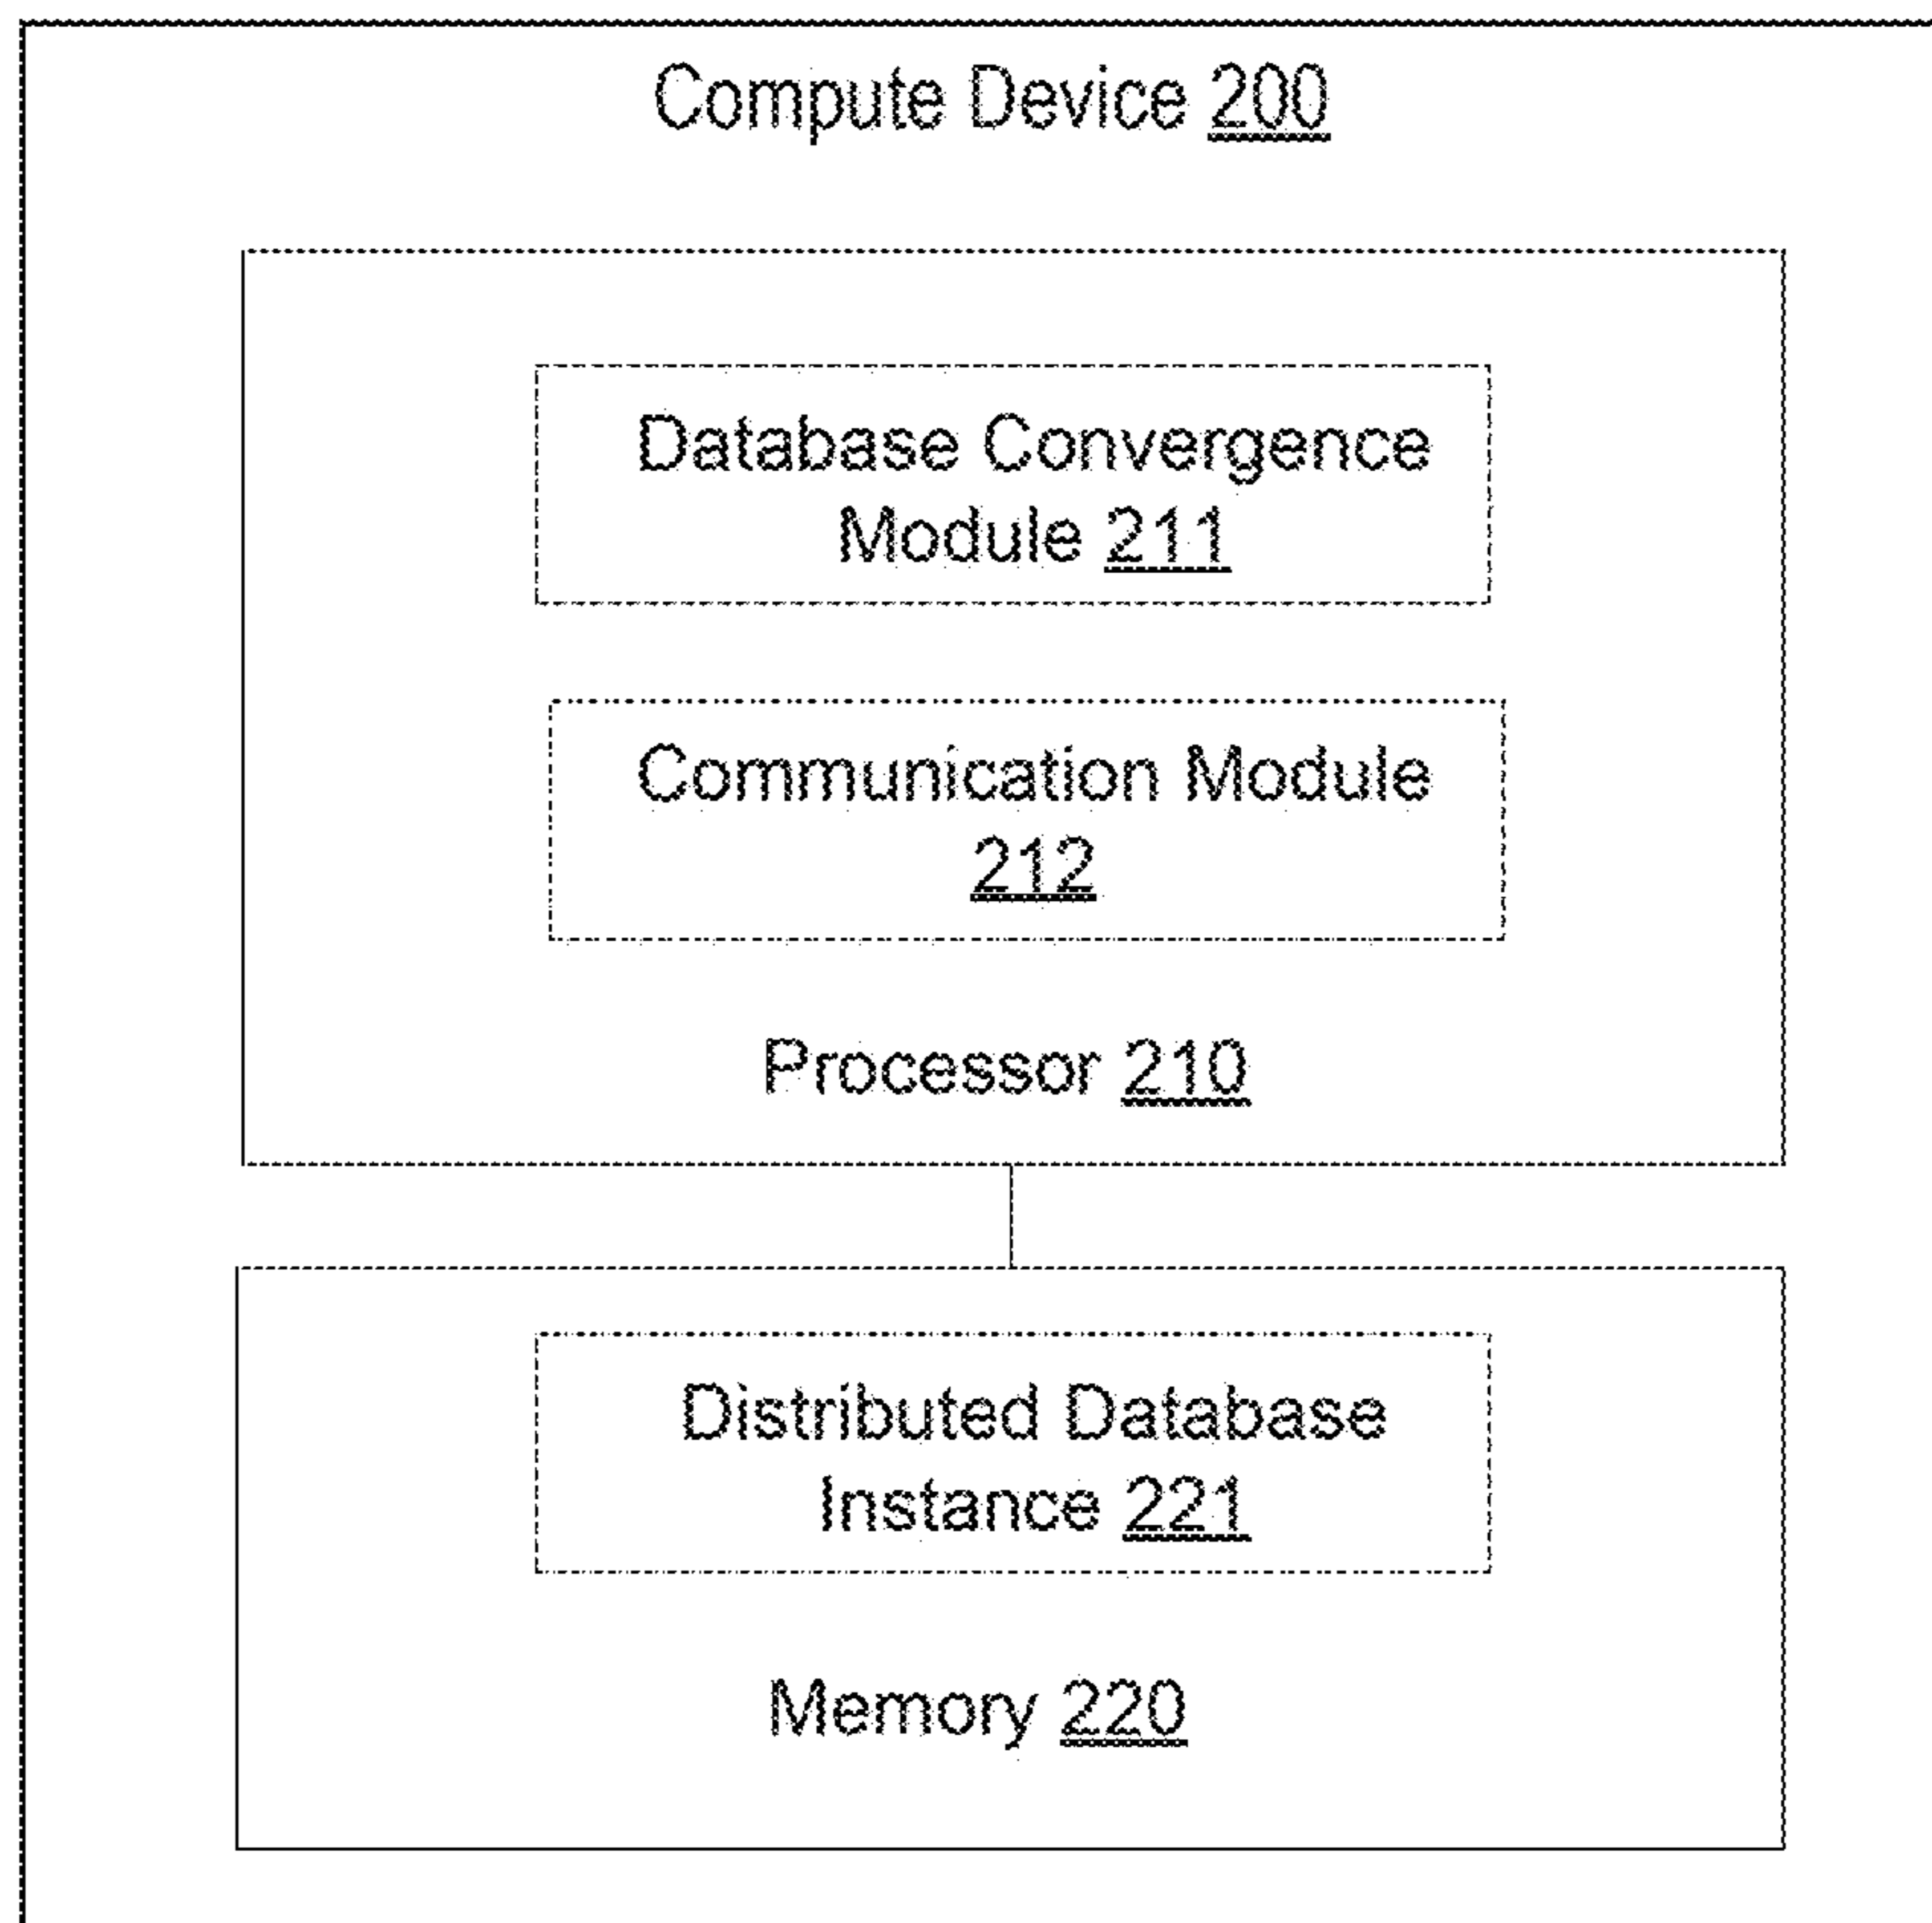 Compute Device 200
Database Convergence
Module 211
Communication Module
212
Processor 210
Distributed Database
Instance 221
Memory 220